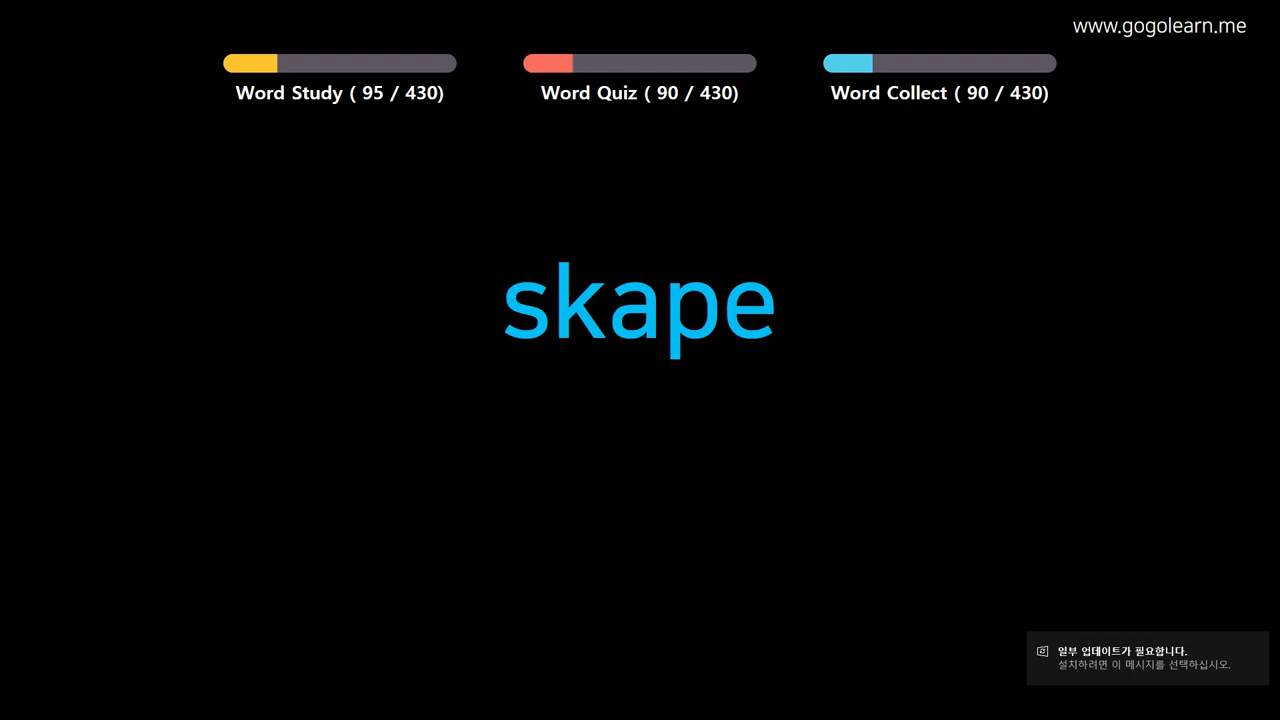 www.gogolearn.me
Word Study ( 95 / 430)
Word Quiz ( 90 / 430)
Word Collect ( 90 / 430)
skape
일부 업데이트가 필요합니다.
설치하려면 이 메시지를 선택하십시오.